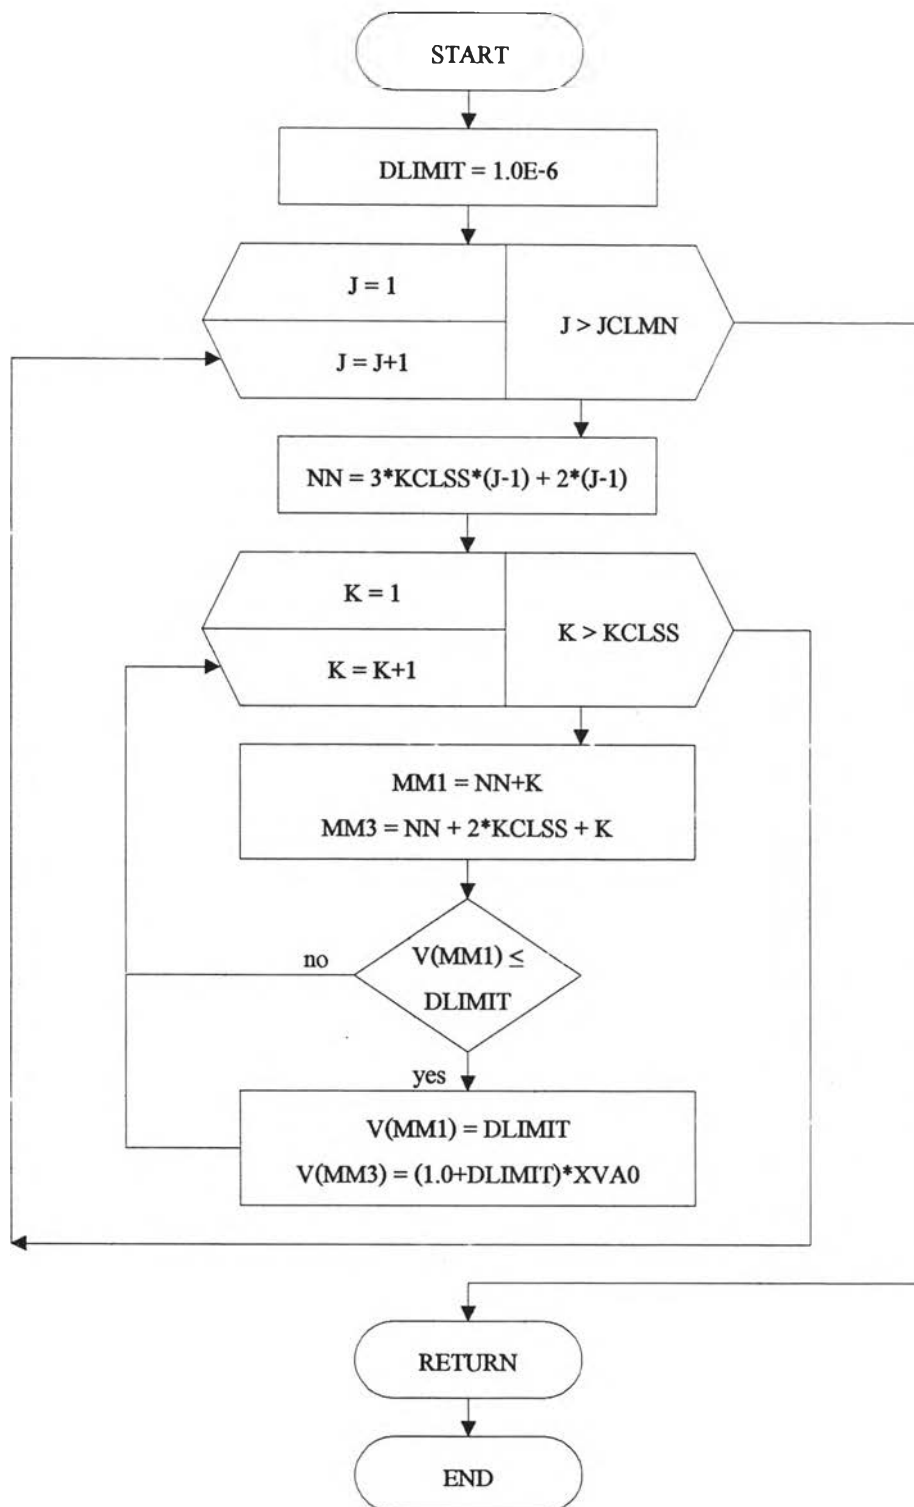 START
DLIMIT = 1.0E-6
J = 1
J > JCLMN
J = J+1
NN = 3*KCLSS*(J-1) + 2*(J-1)
K = 1
K > KCLSS
K = K+1
MM1 = NN+K
MM3 = NN + 2*KCLSS + K
no
V(MM1) ≤
DLIMIT
yes
V(MM1) = DLIMIT
V(MM3) = (1.0+DLIMIT)*XVA0
RETURN
END